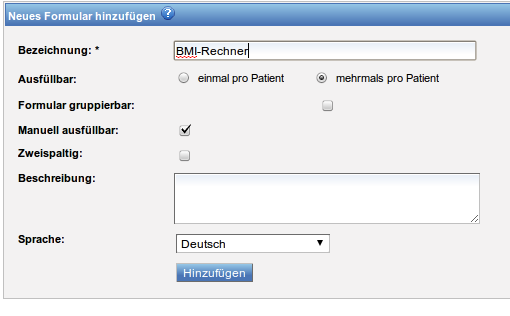 Neues Formular hinzufügen ?
Bezeichnung: * BMI-Rechner
Ausfüllbar: einmal pro Patient mehrmals pro Patient
Formular gruppierbar:
Manuell ausfüllbar:
Zweispaltig:
Beschreibung:
Sprache: Deutsch
Hinzufügen